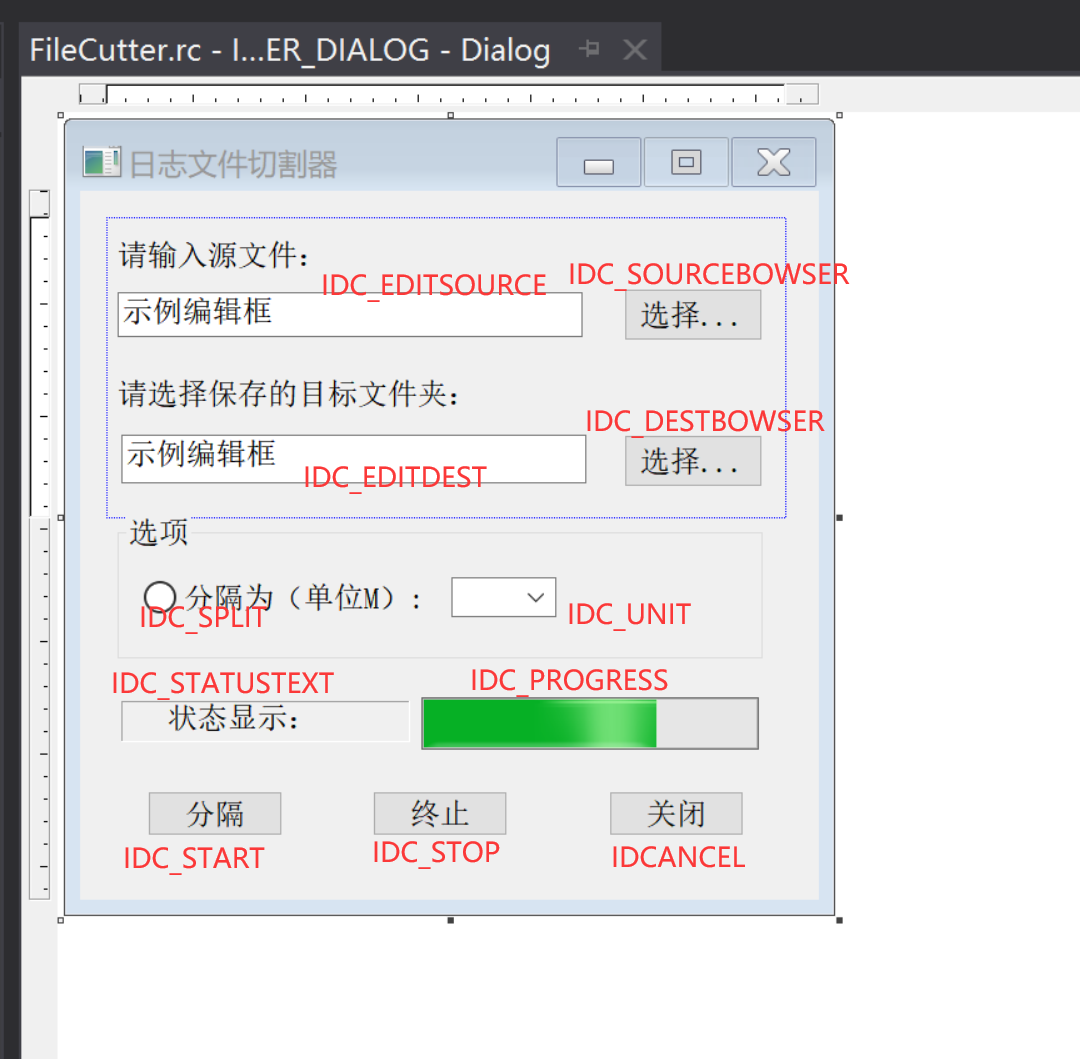 FileCutter.rc - I...ER_DIALOG - Dialog
日志文件切割器
请输入源文件:
IDC_EDITSOURCE
IDC_SOURCEBOWSER
示例编辑框
选择...
请选择保存的目标文件夹:
IDC_DESTBOWSER
示例编辑框
选择...
IDC_EDITDEST
选项
分隔为（单位M）:
IDC_SPLIT
IDC_UNIT
IDC_STATUSTEXT
IDC_PROGRESS
状态显示:
分隔
终止
关闭
IDC_START
IDC_STOP
IDCANCEL